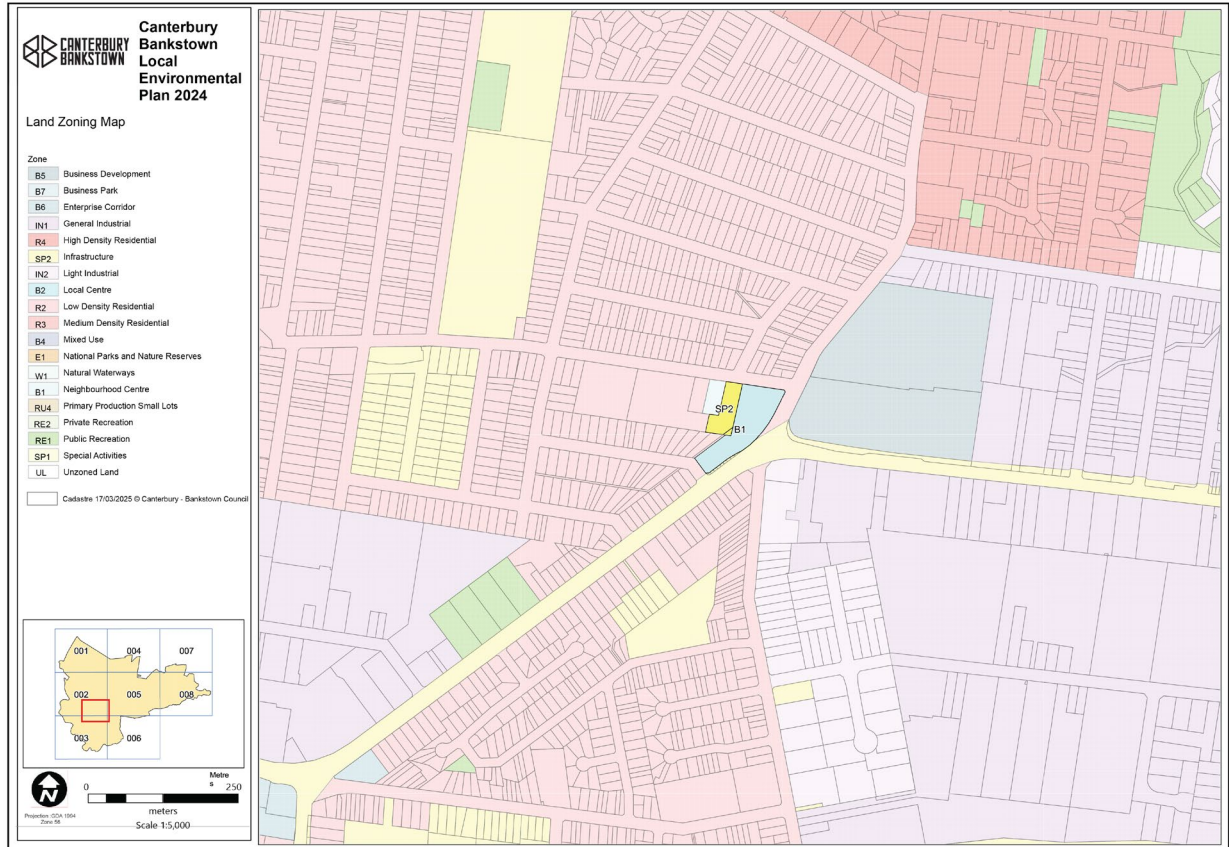 CANTERBURY
BANKSTOWN
Canterbury
Bankstown
Local
Environmental
Plan 2024
Land Zoning Map
Zone
B5 Business Development
B7 Business Park
B6 Enterprise Corridor
IN1 General Industrial
R4 High Density Residential
SP2 Infrastructure
IN2 Light Industrial
B2 Local Centre
R2 Low Density Residential
R3 Medium Density Residential
B4 Mixed Use
E1 National Parks and Nature Reserves
W1 Natural Waterways
B1 Neighbourhood Centre
RU4 Primary Production Small Lots
RE2 Private Recreation
RE1 Public Recreation
SP1 Special Activities
UL Unzoned Land
Cadastre 17/03/2025 © Canterbury - Bankstown Council
001 004 007
002 005 008
003 006
N
Projection: GDA 1994
Zone 56
Metre
s
0 250
meters
Scale 1:5,000
SP2
B1